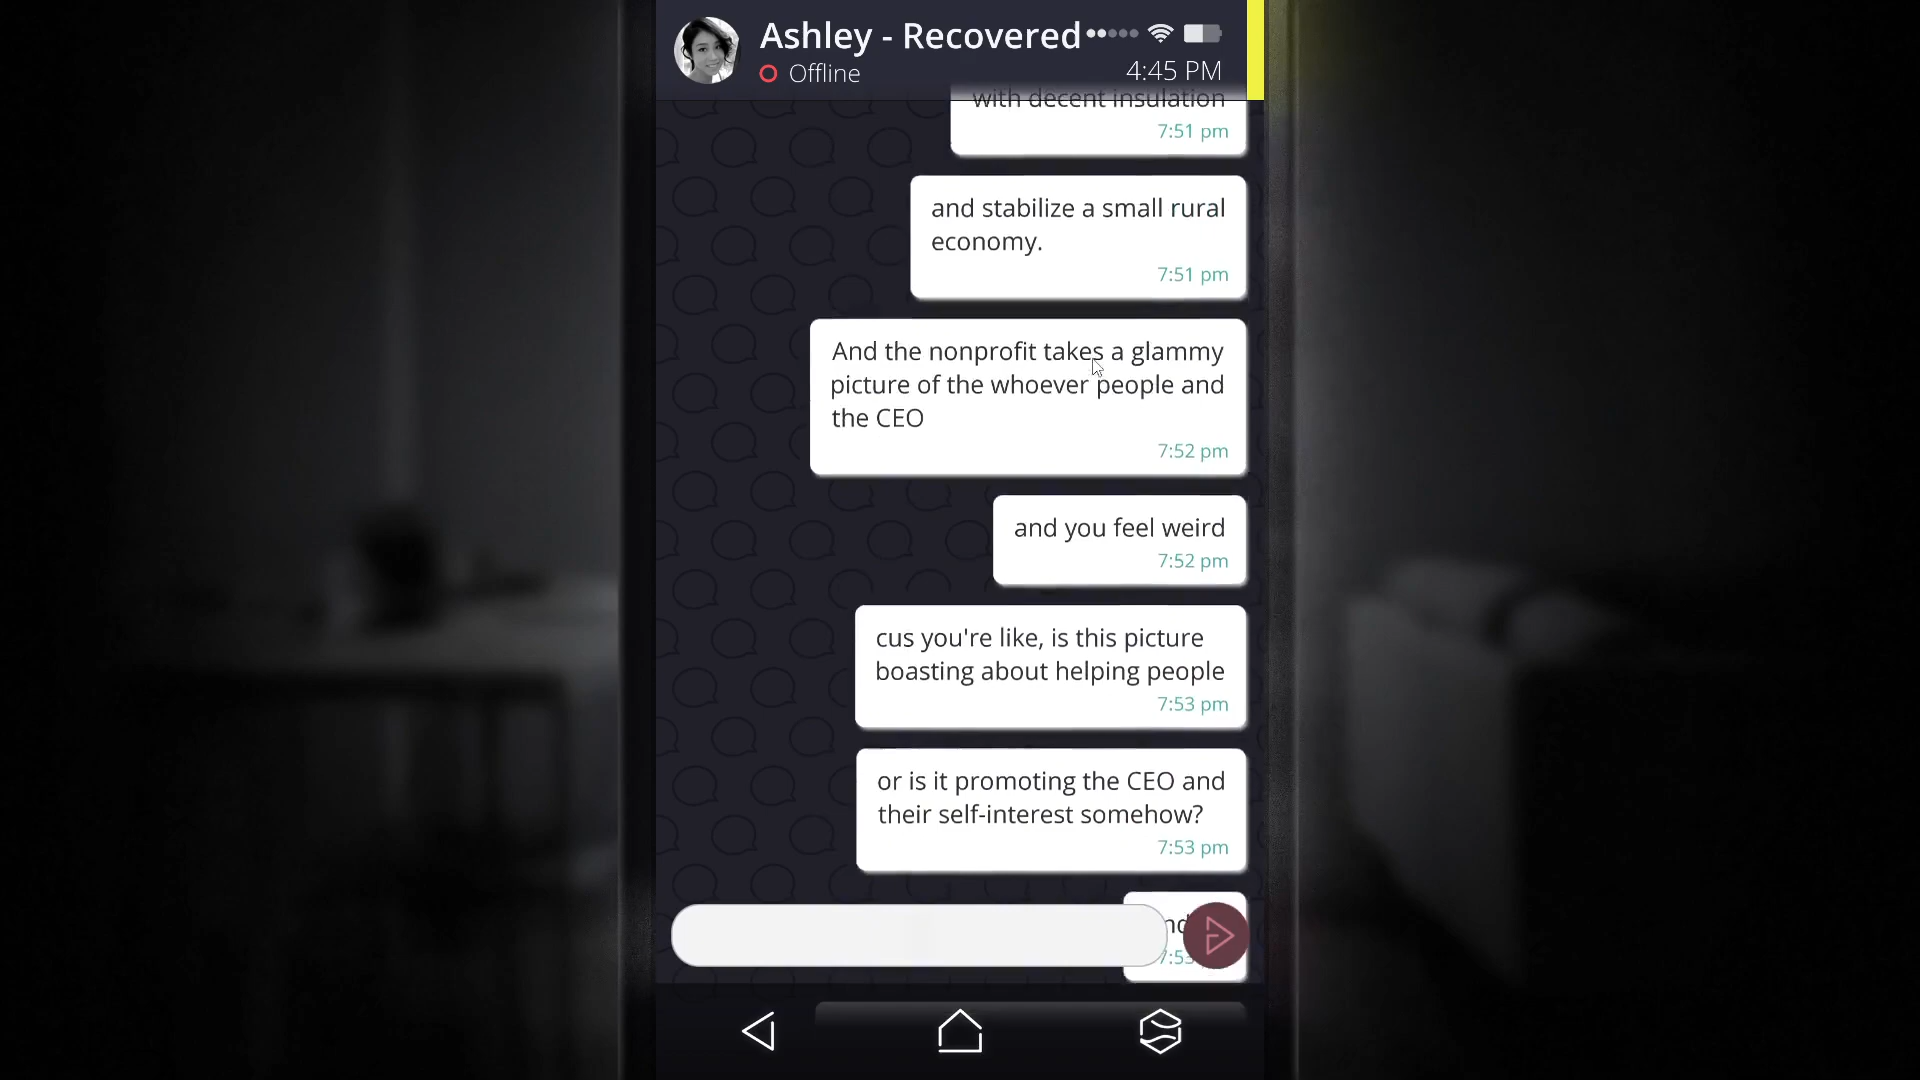 Ashley - Recovered
Offline
4:45 PM
with decent insulation
7:51 pm
and stabilize a small rural
economy.
7:51 pm
And the nonprofit takes a glammy
picture of the whoever people and
the CEO
7:52 pm
and you feel weird
7:52 pm
cus you're like, is this picture
boasting about helping people
7:53 pm
or is it promoting the CEO and
their self-interest somehow?
7:53 pm